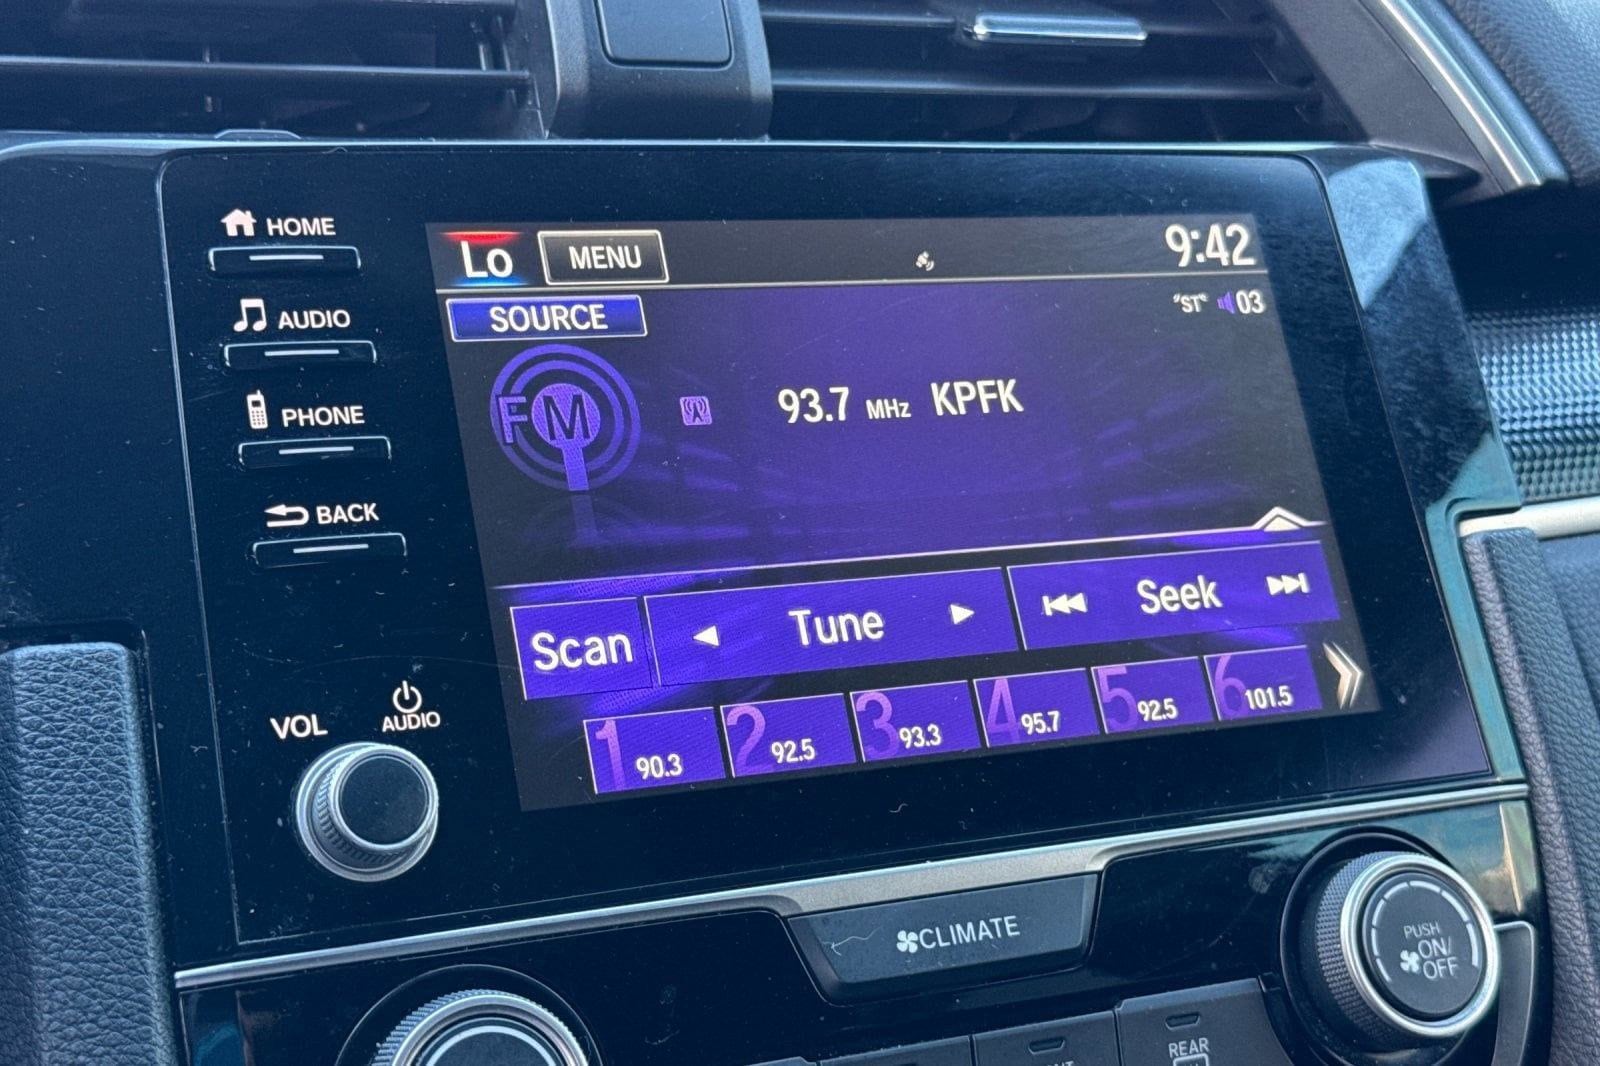 HOME
Lo MENU 9:42
SOURCE "ST" 03
AUDIO
FM 93.7 MHz KPFK
PHONE
BACK
Scan Tune Seek
1 90.3 2 92.5 3 93.3 4 95.7 5 92.5 6 101.5
VOL AUDIO
CLIMATE
PUSH
ON/
OFF
REAR